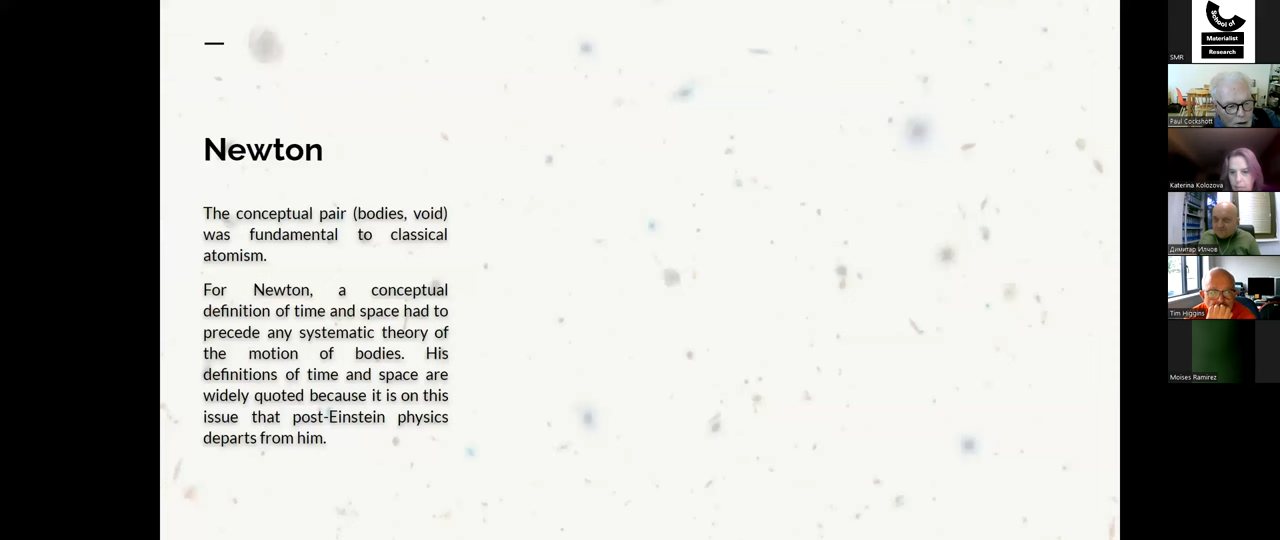 Newton
The conceptual pair (bodies, void)
was fundamental to classical
atomism.
For Newton, a conceptual
definition of time and space had to
precede any systematic theory of
the motion of bodies. His
definitions of time and space are
widely quoted because it is on this
issue that post-Einstein physics
departs from him.
School of
Materialist
Research
SMR
Paul Cockshott
Katerina Kolozova
Димитар Илчов
Tim Higgins
Moises Ramirez